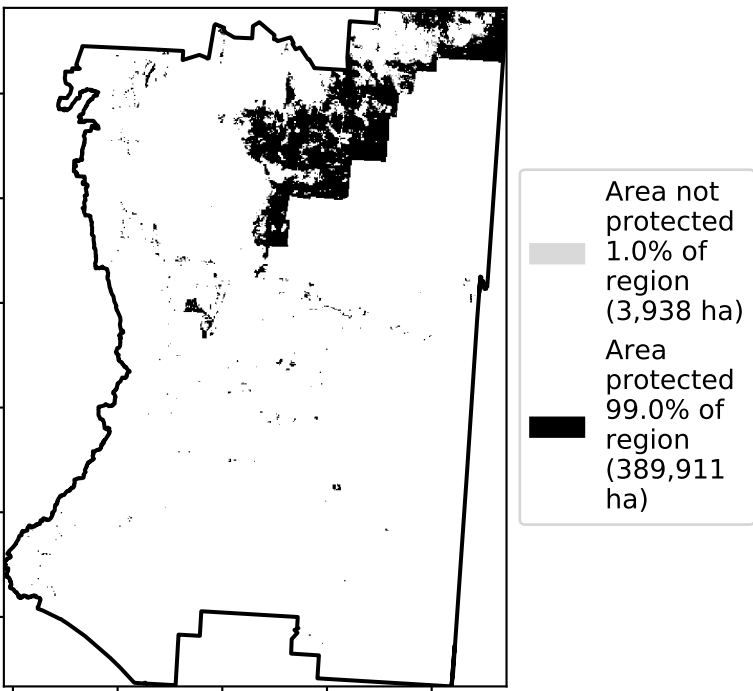 Area not
protected
1.0% of
region
(3,938 ha)
Area
protected
99.0% of
region
(389,911
ha)